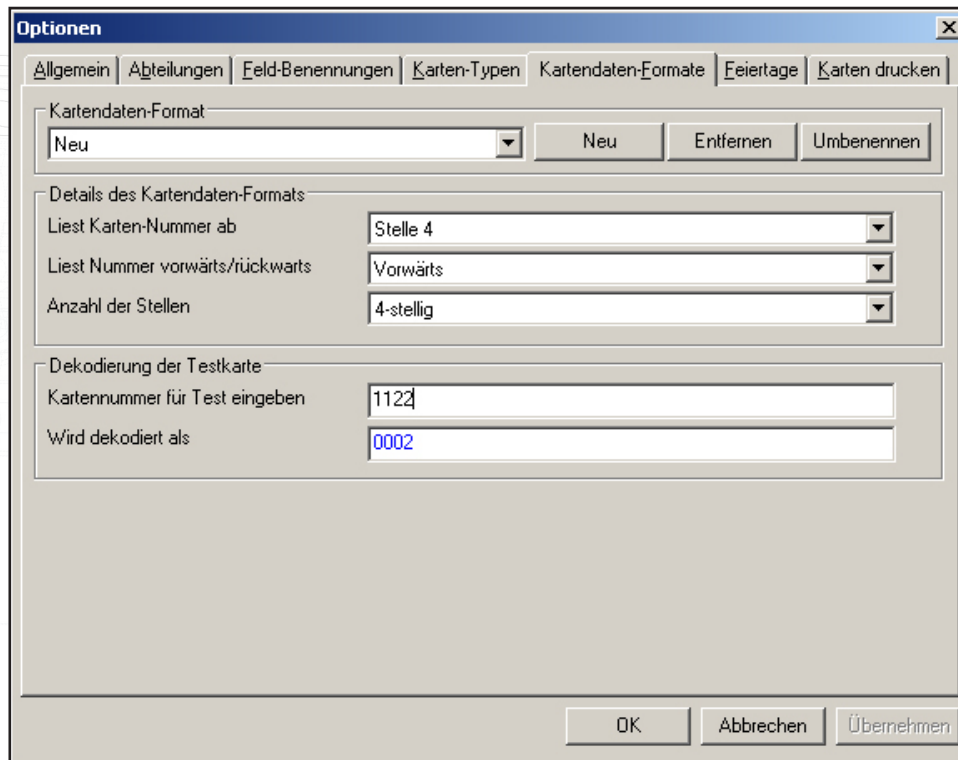 Optionen
Allgemein Abteilungen Feld-Benennungen Karten-Typen Kartendaten-Formate Feiertage Karten drucken
Kartendaten-Format
Neu Neu Entfernen Umbenennen
Details des Kartendaten-Formats
Liest Karten-Nummer ab Stelle 4
Liest Nummer vorwärts/rückwarts Vorwärts
Anzahl der Stellen 4-stellig
Dekodierung der Testkarte
Kartennummer für Test eingeben 1122
Wird dekodiert als 0002
OK Abbrechen Übernehmen